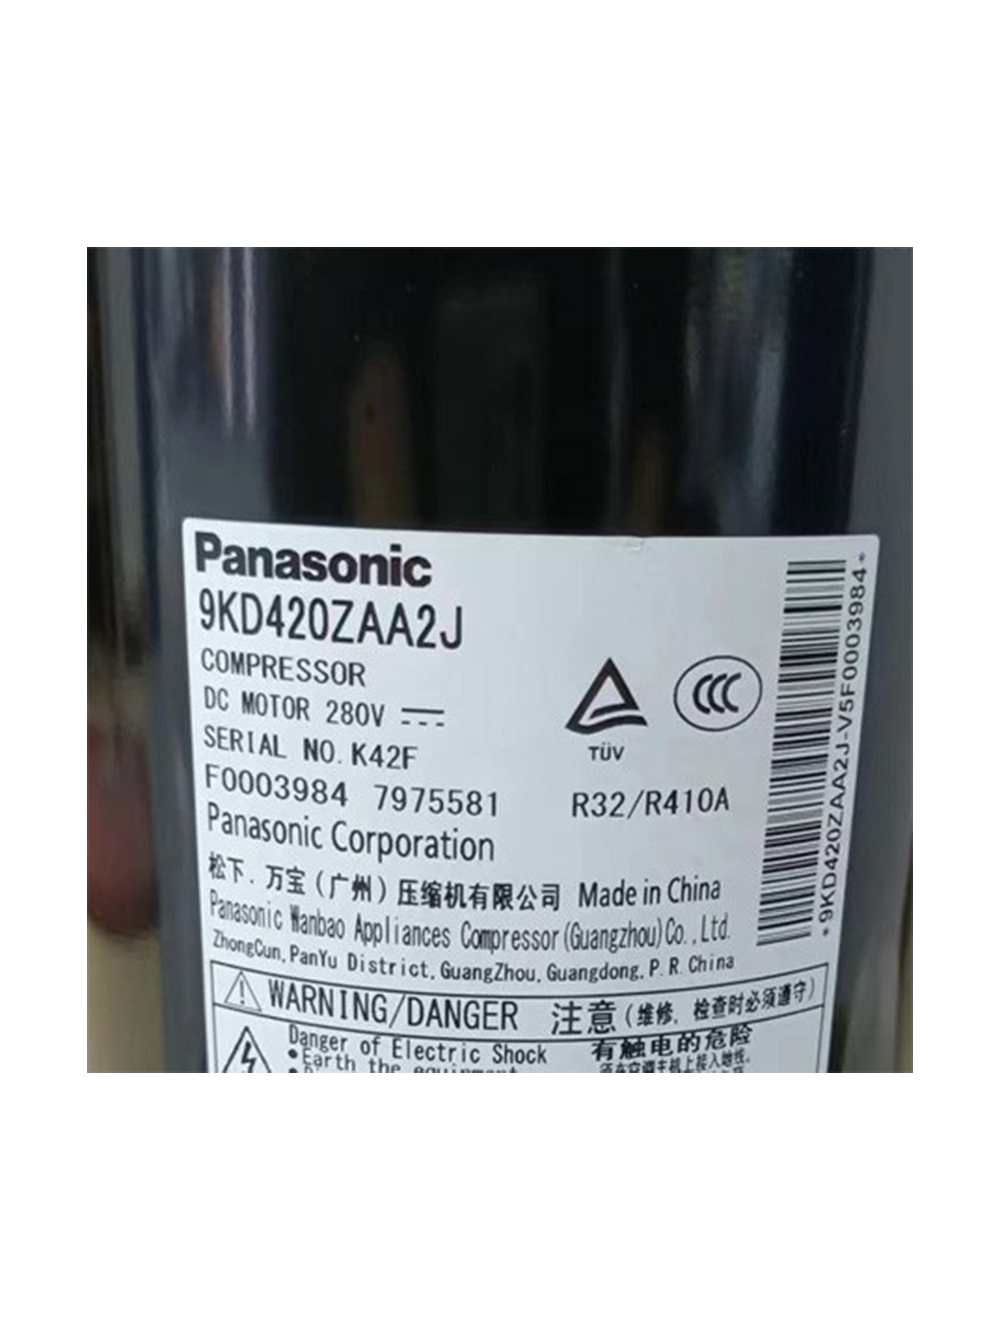 Panasonic
9KD420ZAA2J
COMPRESSOR
DC MOTOR 280V
SERIAL NO. K42F
F0003984 7975581
R32/R410A
TÜV
CCC
Panasonic Corporation
松下.万宝(广州)压缩机有限公司 Made in China
Panasonic Wanbao Appliances Compressor (Guangzhou) Co., Ltd.
ZhongCun, PanYu District, GuangZhou, Guangdong, P. R. China
*9KD420ZAA2J-V5F0003984*
WARNING/DANGER 注意(维修, 检查时必须遵守)
Danger of Electric Shock 有触电的危险
•Earth the equipment